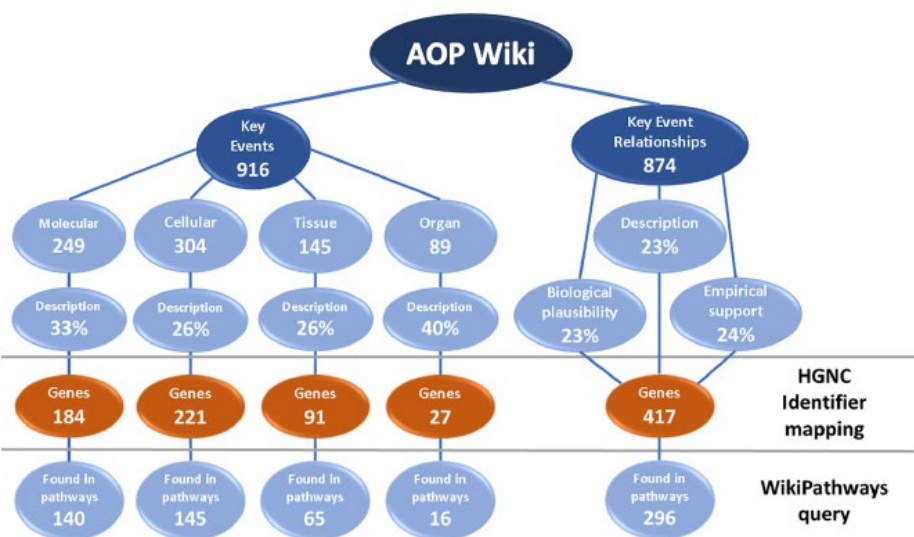 AOP Wiki
Key
Events
916
Key Event
Relationships
874
Molecular
249
Cellular
304
Tissue
145
Organ
89
Description
23%
Description
33%
Description
26%
Description
26%
Description
40%
Biological
plausibility
23%
Empirical
support
24%
Genes
184
Genes
221
Genes
91
Genes
27
Genes
417
HGNC
Identifier
mapping
Found in
pathways
140
Found in
pathways
145
Found in
pathways
65
Found in
pathways
16
Found in
pathways
296
WikiPathways
query